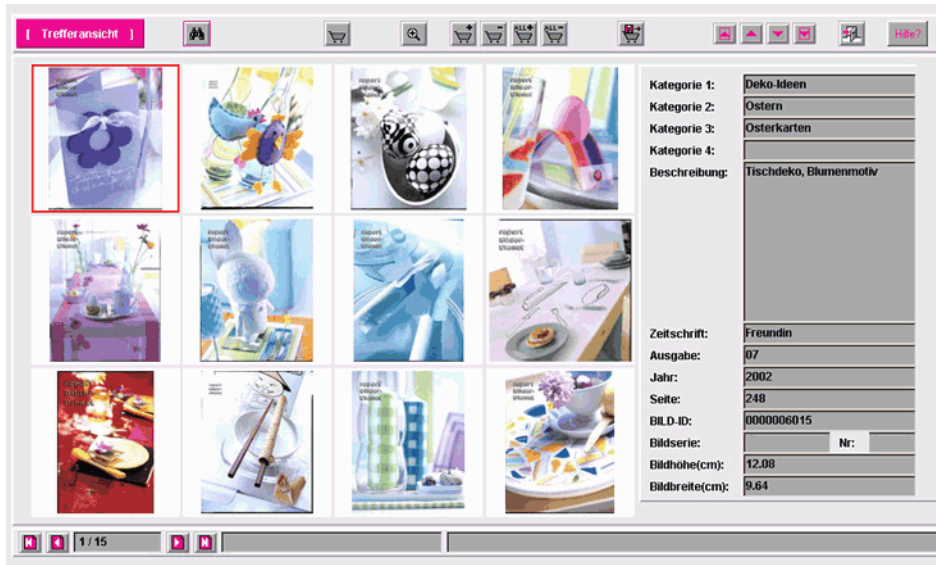 [ Trefferansicht ]
ALL
ALL
Hilfe?
Kategorie 1: Deko-Ideen
Kategorie 2: Ostern
Kategorie 3: Osterkarten
Kategorie 4:
Beschreibung: Tischdeko, Blumenmotiv
Zeitschrift: Freundin
Ausgabe: 07
Jahr: 2002
Seite: 248
BILD-ID: 0000006015
Bildserie: Nr:
Bildhöhe(cm): 12.08
Bildbreite(cm): 9.64
1 / 15